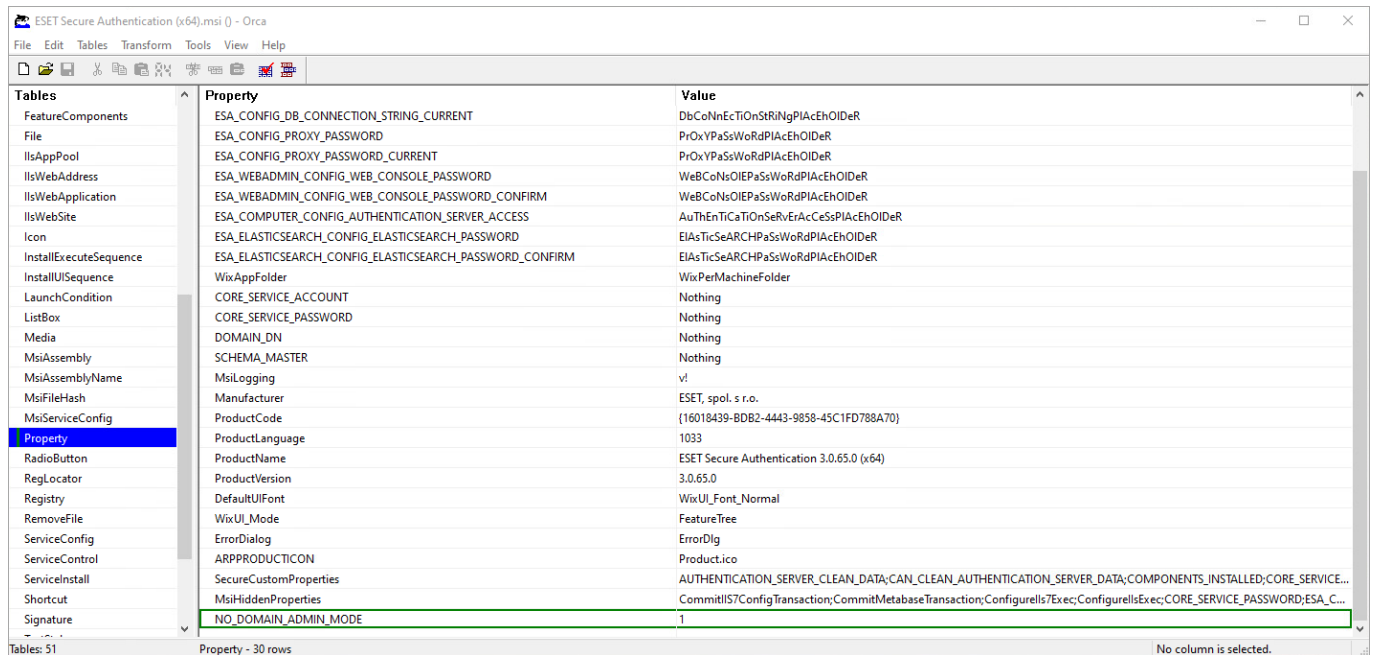 ESET Secure Authentication (x64).msi () - Orca
File Edit Tables Transform Tools View Help
Tables Property Value
FeatureComponents ESA_CONFIG_DB_CONNECTION_STRING_CURRENT DbCoNnEcTiOnStRiNgPlAcEhOlDeR
File ESA_CONFIG_PROXY_PASSWORD PrOxYPaSsWoRdPlAcEhOlDeR
IIsAppPool ESA_CONFIG_PROXY_PASSWORD_CURRENT PrOxYPaSsWoRdPlAcEhOlDeR
IIsWebAddress ESA_WEBADMIN_CONFIG_WEB_CONSOLE_PASSWORD WeBCoNsOlEPaSsWoRdPlAcEhOlDeR
IIsWebApplication ESA_WEBADMIN_CONFIG_WEB_CONSOLE_PASSWORD_CONFIRM WeBCoNsOlEPaSsWoRdPlAcEhOlDeR
IIsWebSite ESA_COMPUTER_CONFIG_AUTHENTICATION_SERVER_ACCESS AuThEnTiCaTiOnSeRvErAcCeSsPlAcEhOlDeR
Icon ESA_ELASTICSEARCH_CONFIG_ELASTICSEARCH_PASSWORD ElAsTicSeARCHPaSsWoRdPlAcEhOlDeR
InstallExecuteSequence ESA_ELASTICSEARCH_CONFIG_ELASTICSEARCH_PASSWORD_CONFIRM ElAsTicSeARCHPaSsWoRdPlAcEhOlDeR
InstallUISequence WixAppFolder WixPerMachineFolder
LaunchCondition CORE_SERVICE_ACCOUNT Nothing
ListBox CORE_SERVICE_PASSWORD Nothing
Media DOMAIN_DN Nothing
MsiAssembly SCHEMA_MASTER Nothing
MsiAssemblyName MsiLogging v!
MsiFileHash Manufacturer ESET, spol. s r.o.
MsiServiceConfig ProductCode {16018439-BDB2-4443-9858-45C1FD788A70}
Property ProductLanguage 1033
RadioButton ProductName ESET Secure Authentication 3.0.65.0 (x64)
RegLocator ProductVersion 3.0.65.0
Registry DefaultUIFont WixUI_Font_Normal
RemoveFile WixUI_Mode FeatureTree
ServiceConfig ErrorDialog ErrorDlg
ServiceControl ARPPRODUCTICON Product.ico
ServiceInstall SecureCustomProperties AUTHENTICATION_SERVER_CLEAN_DATA;CAN_CLEAN_AUTHENTICATION_SERVER_DATA;COMPONENTS_INSTALLED;CORE_SERVICE...
Shortcut MsiHiddenProperties CommitIIS7ConfigTransaction;CommitMetabaseTransaction;ConfigureIIs7Exec;ConfigureIIsExec;CORE_SERVICE_PASSWORD;ESA_C...
Signature NO_DOMAIN_ADMIN_MODE 1
Tables: 51 Property - 30 rows No column is selected.